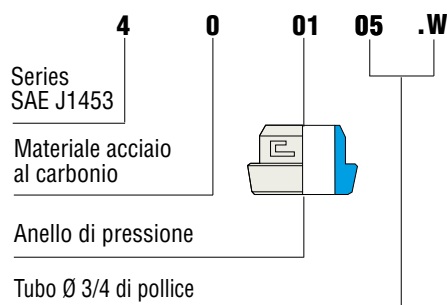 4 0 01 05 .W
Series
SAE J1453
Materiale acciaio
al carbonio
Anello di pressione
Tubo Ø 3/4 di pollice